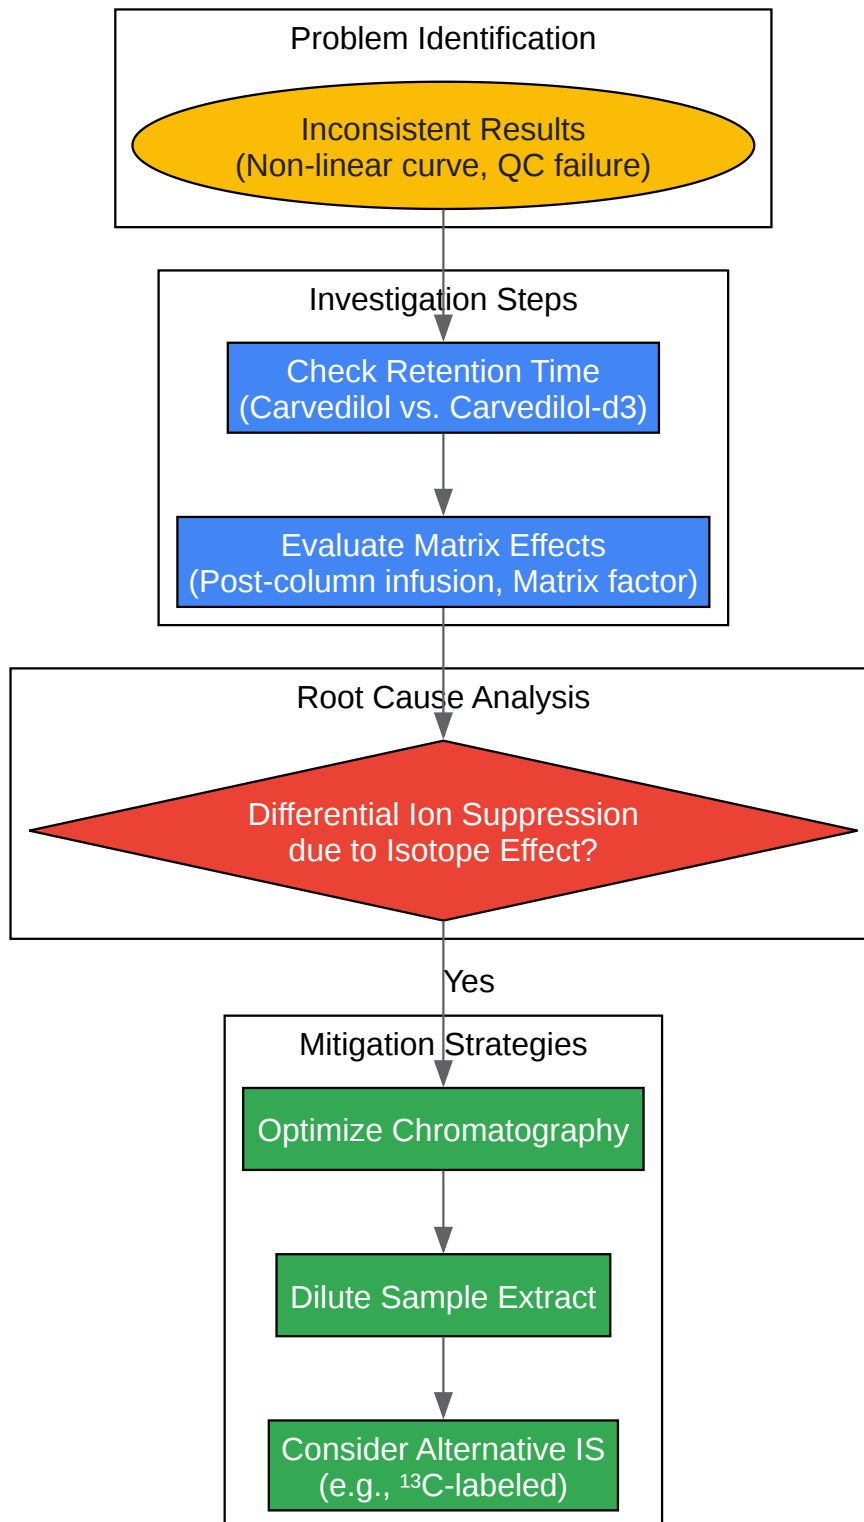 Problem Identification
Inconsistent Results
(Non-linear curve, QC failure)
Investigation Steps
Check Retention Time
(Carvedilol vs. Carvedilol-d3)
Evaluate Matrix Effects
(Post-column infusion, Matrix factor)
Root Cause Analysis
Differential Ion Suppression
due to Isotope Effect?
Yes
Mitigation Strategies
Optimize Chromatography
Dilute Sample Extract
Consider Alternative IS
(e.g., ¹³C-labeled)